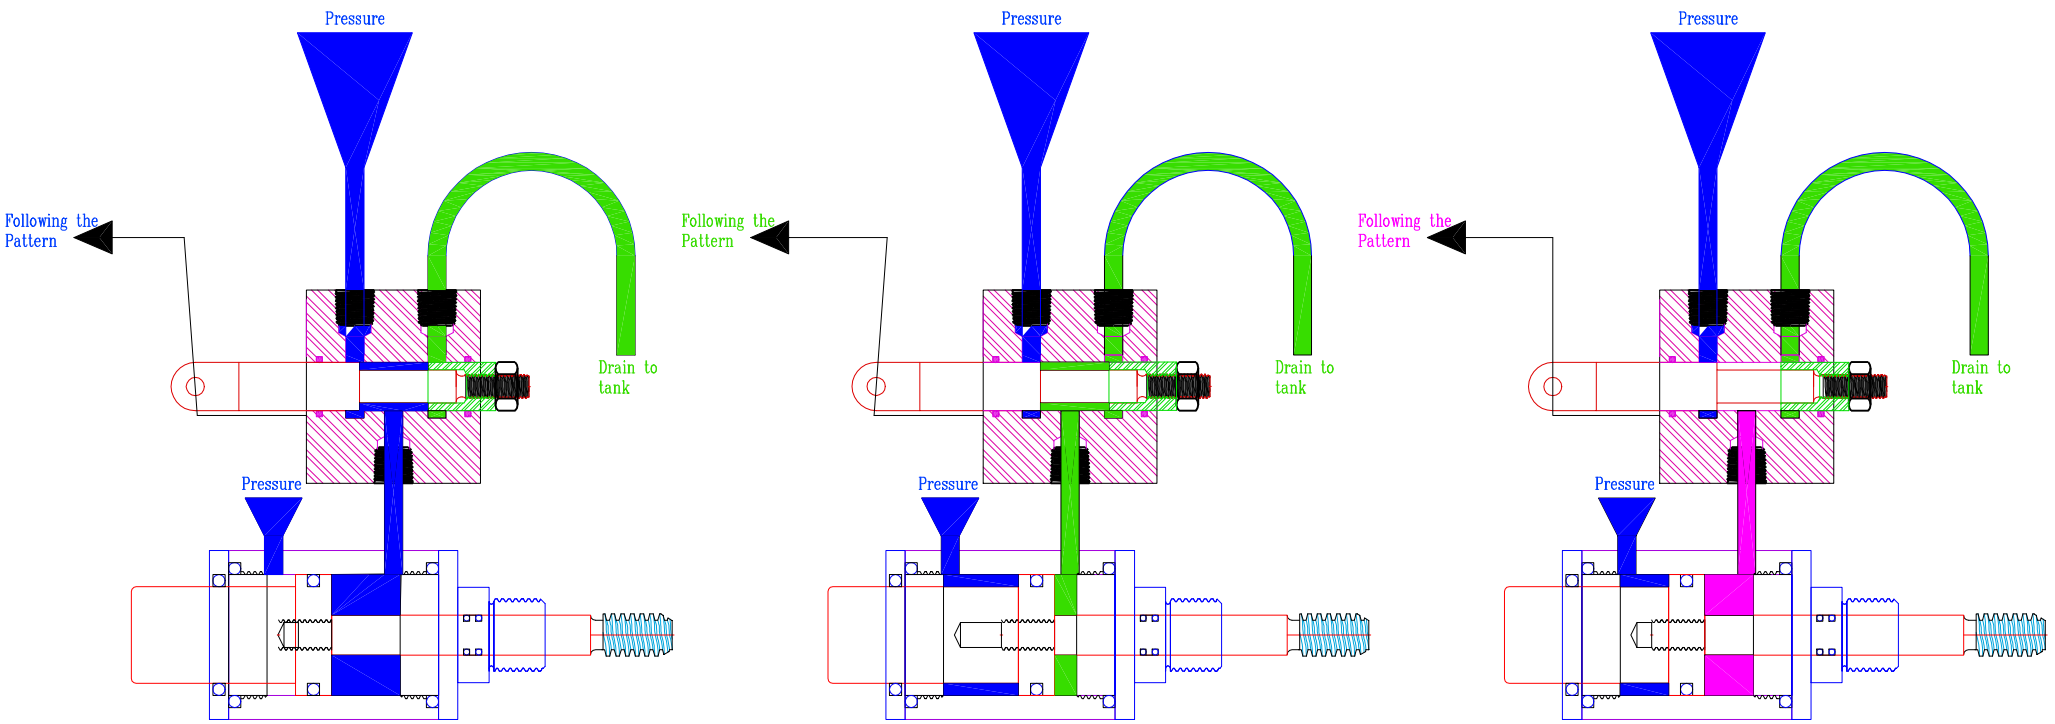 Pressure
Following the
Pattern
Drain to
tank
Pressure
Pressure
Following the
Pattern
Drain to
tank
Pressure
Pressure
Following the
Pattern
Drain to
tank
Pressure